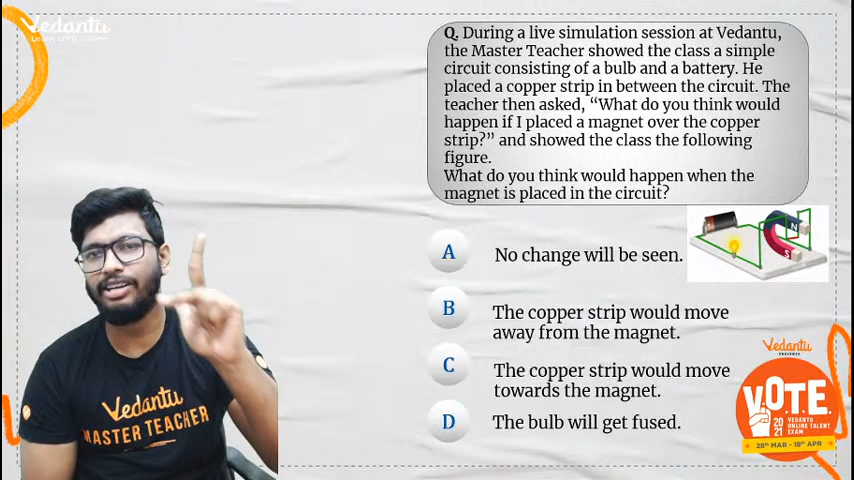 Vedantu
Learn LIVE Online
Q. During a live simulation session at Vedantu,
the Master Teacher showed the class a simple
circuit consisting of a bulb and a battery. He
placed a copper strip in between the circuit. The
teacher then asked, “What do you think would
happen if I placed a magnet over the copper
strip?” and showed the class the following
figure.
What do you think would happen when the
magnet is placed in the circuit?
N
S
A No change will be seen.
B The copper strip would move
away from the magnet.
C The copper strip would move
towards the magnet.
D The bulb will get fused.
Vedantu
MASTER TEACHER
Vedantu
PRESENTS
V.O.T.E.
2021
VEDANTU
ONLINE TALENT
EXAM
28th MAR - 18th APR